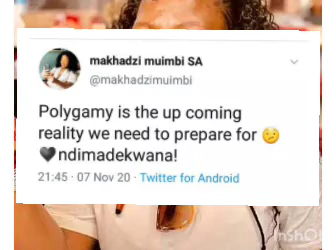 makhadzi muimbi SA
@makhadzimuimbi
Polygamy is the up coming
reality we need to prepare for 😕
🖤ndimadekwana!
21:45 · 07 Nov 20 · Twitter for Android
InShO